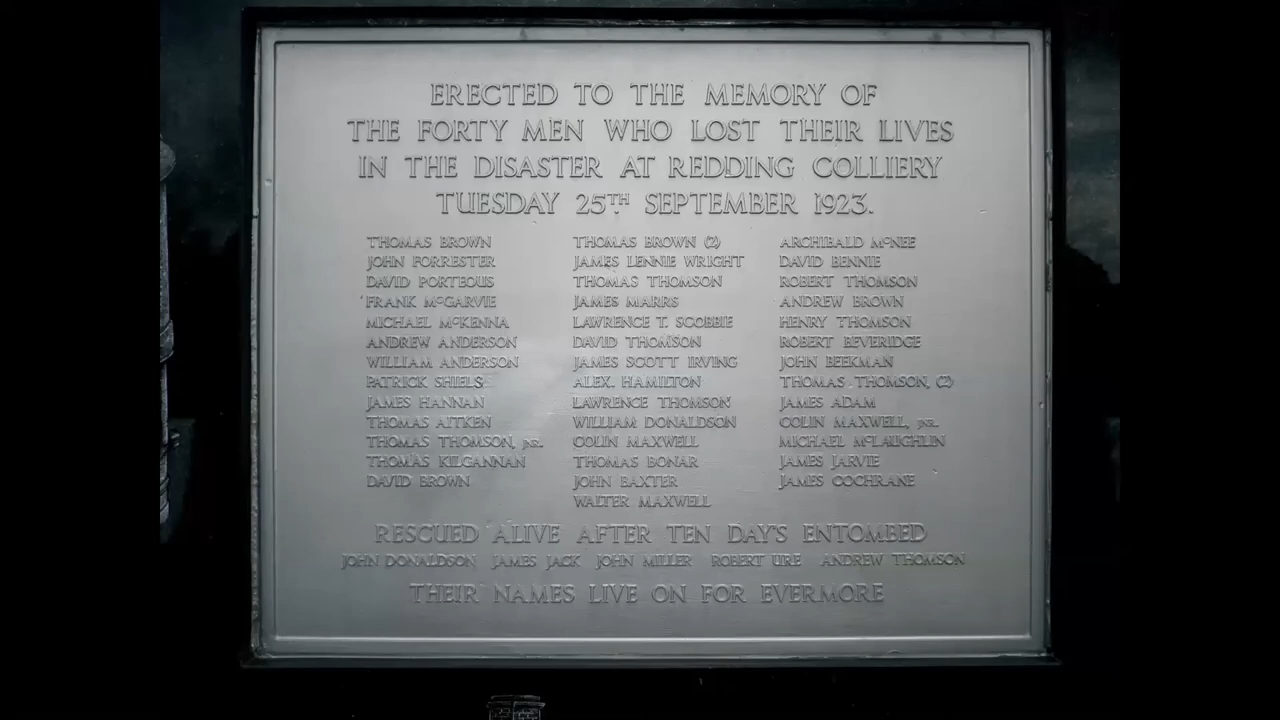 ERECTED TO THE MEMORY OF
THE FORTY MEN WHO LOST THEIR LIVES
IN THE DISASTER AT REDDING COLLIERY
TUESDAY 25TH SEPTEMBER 1923.
THOMAS BROWN THOMAS BROWN (2) ARCHIBALD McNEE
JOHN FORRESTER JAMES LENNIE WRIGHT DAVID BENNIE
DAVID PORTEOUS THOMAS THOMSON ROBERT THOMSON
FRANK McGARVIE JAMES MARRS ANDREW BROWN
MICHAEL McKENNA LAWRENCE T. SCOBBIE HENRY THOMSON
ANDREW ANDERSON DAVID THOMSON ROBERT BEVERIDGE
WILLIAM ANDERSON JAMES SCOTT IRVING JOHN BEEKMAN
PATRICK SHIELS ALEX. HAMILTON THOMAS THOMSON, (2)
JAMES HANNAN LAWRENCE THOMSON JAMES ADAM
THOMAS AITKEN WILLIAM DONALDSON COLIN MAXWELL, JNR.
THOMAS THOMSON, JNR. COLIN MAXWELL MICHAEL McLAUGHLIN
THOMAS KILGANNAN THOMAS BONAR JAMES JARVIE
DAVID BROWN JOHN BAXTER JAMES COCHRANE
WALTER MAXWELL
RESCUED ALIVE AFTER TEN DAY'S ENTOMBED
JOHN DONALDSON JAMES JACK JOHN MILLER ROBERT URE ANDREW THOMSON
THEIR NAMES LIVE ON FOR EVERMORE